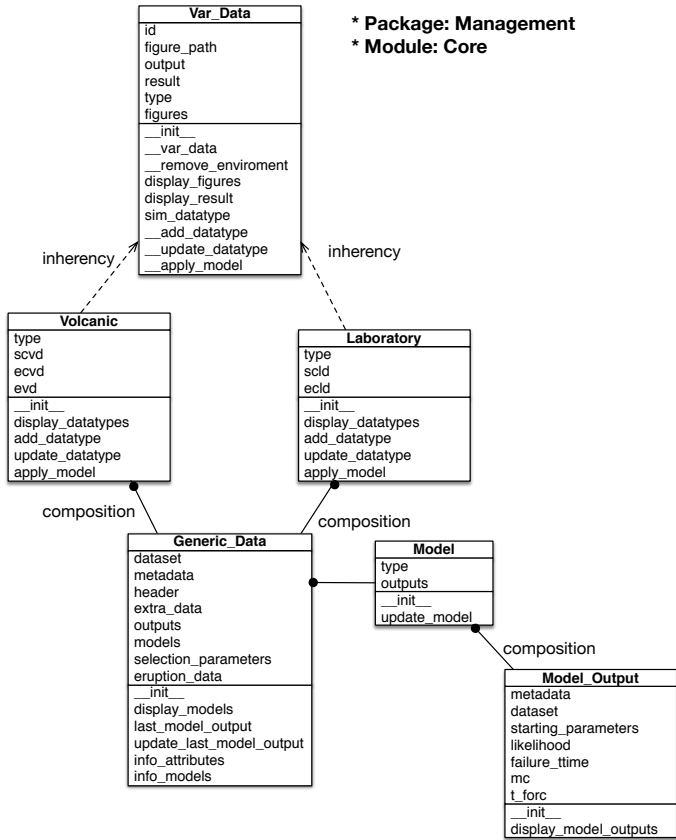 Var_Data
id
figure_path
output
result
type
figures
__init__
__var_data
__remove_enviroment
display_figures
display_result
sim_datatype
__add_datatype
__update_datatype
__apply_model
* Package: Management
* Module: Core
inherency
inherency
Volcanic
type
scvd
ecvd
evd
__init__
display_datatypes
add_datatype
update_datatype
apply_model
Laboratory
type
scld
ecld
__init__
display_datatypes
add_datatype
update_datatype
apply_model
composition
composition
Generic_Data
dataset
metadata
header
extra_data
outputs
models
selection_parameters
eruption_data
__init__
display_models
last_model_output
update_last_model_output
info_attributes
info_models
Model
type
outputs
__init__
update_model
composition
Model_Output
metadata
dataset
starting_parameters
likelihood
failure_ttime
mc
t_forc
__init__
display_model_outputs